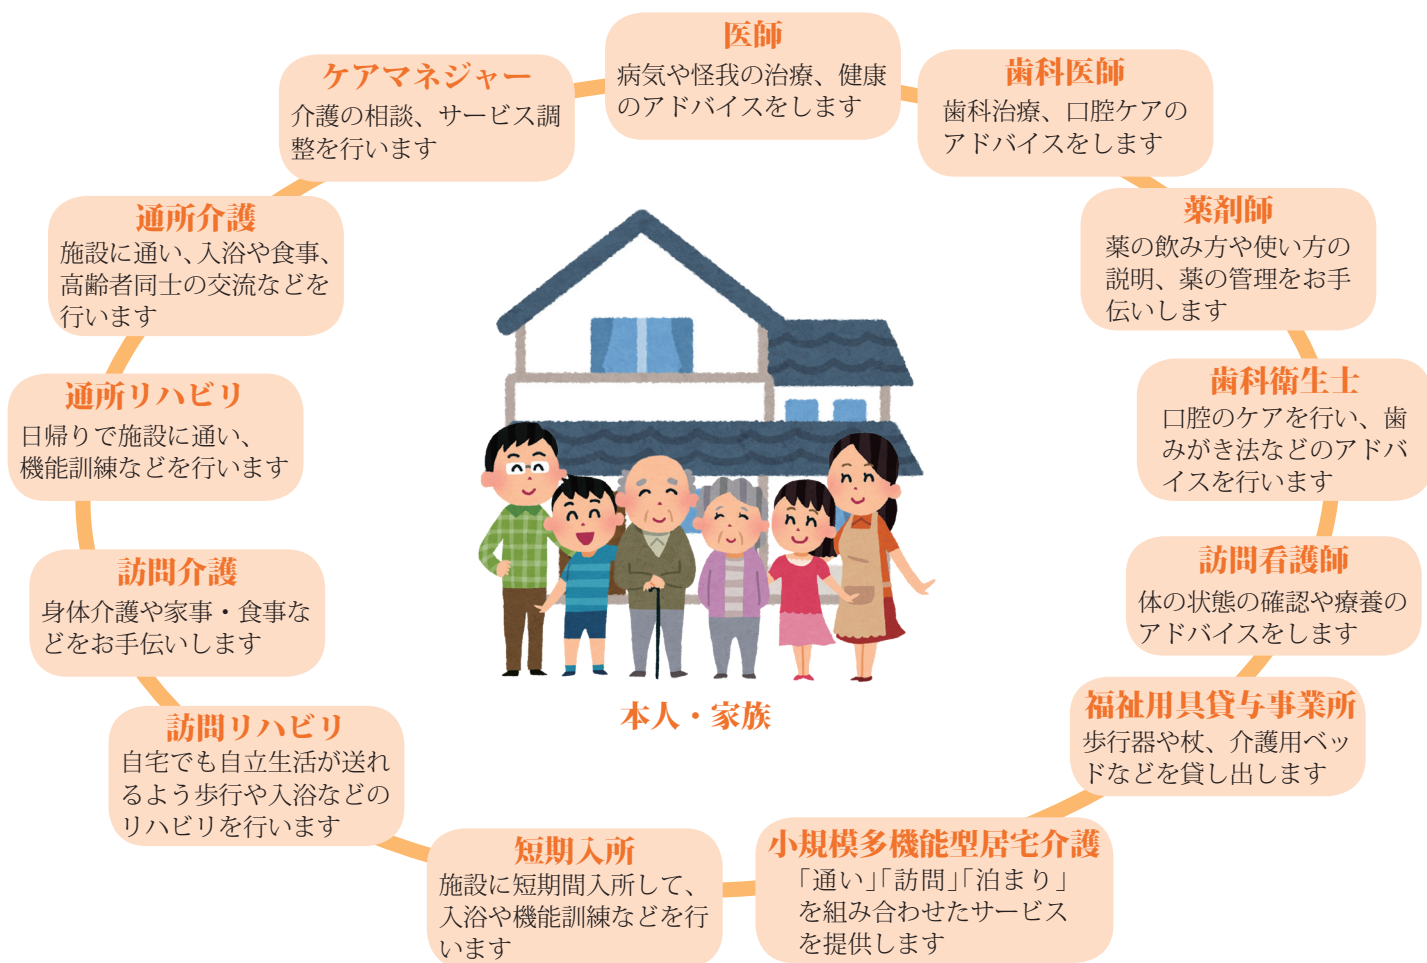 医師
病気や怪我の治療、健康
のアドバイスをします
歯科医師
歯科治療、口腔ケアの
アドバイスをします
薬剤師
薬の飲み方や使い方の
説明、薬の管理をお手
伝いします
歯科衛生士
口腔のケアを行い、歯
みがき法などのアドバ
イスを行います
訪問看護師
体の状態の確認や療養の
アドバイスをします
福祉用具貸与事業所
歩行器や杖、介護用ベッ
ドなどを貸し出します
小規模多機能型居宅介護
「通い」「訪問」「泊まり」
を組み合わせたサービス
を提供します
短期入所
施設に短期間入所して、
入浴や機能訓練などを行
います
訪問リハビリ
自宅でも自立生活が送れ
るよう歩行や入浴などの
リハビリを行います
訪問介護
身体介護や家事・食事な
どをお手伝いします
通所リハビリ
日帰りで施設に通い、
機能訓練などを行います
通所介護
施設に通い、入浴や食事、
高齢者同士の交流などを
行います
ケアマネジャー
介護の相談、サービス調
整を行います
本人・家族